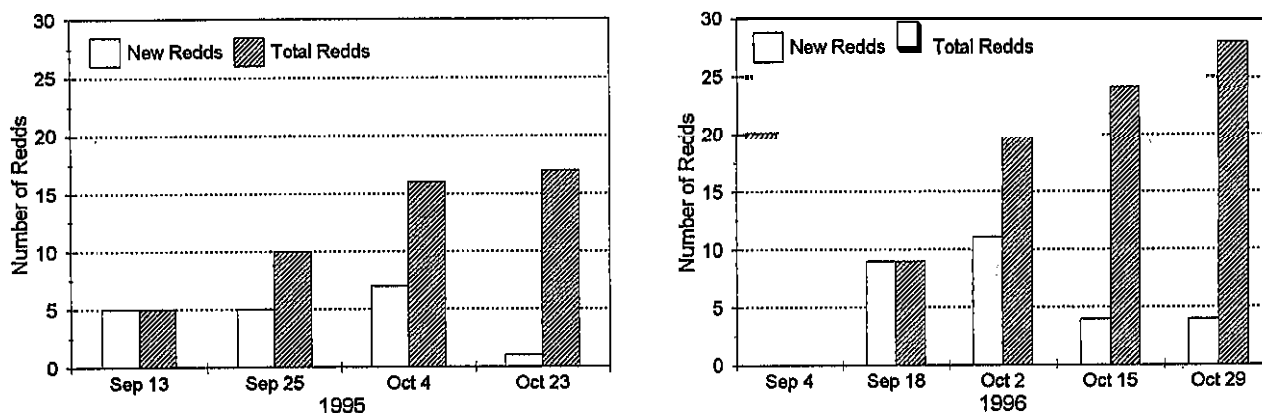 30
25
20
15
10
5
0
Number of Redds
New Redds
Total Redds
Sep 13
Sep 25
Oct 4
Oct 23
1995
30
25
20
15
10
5
0
Number of Redds
New Redds
Total Redds
Sep 4
Sep 18
Oct 2
Oct 15
Oct 29
1996